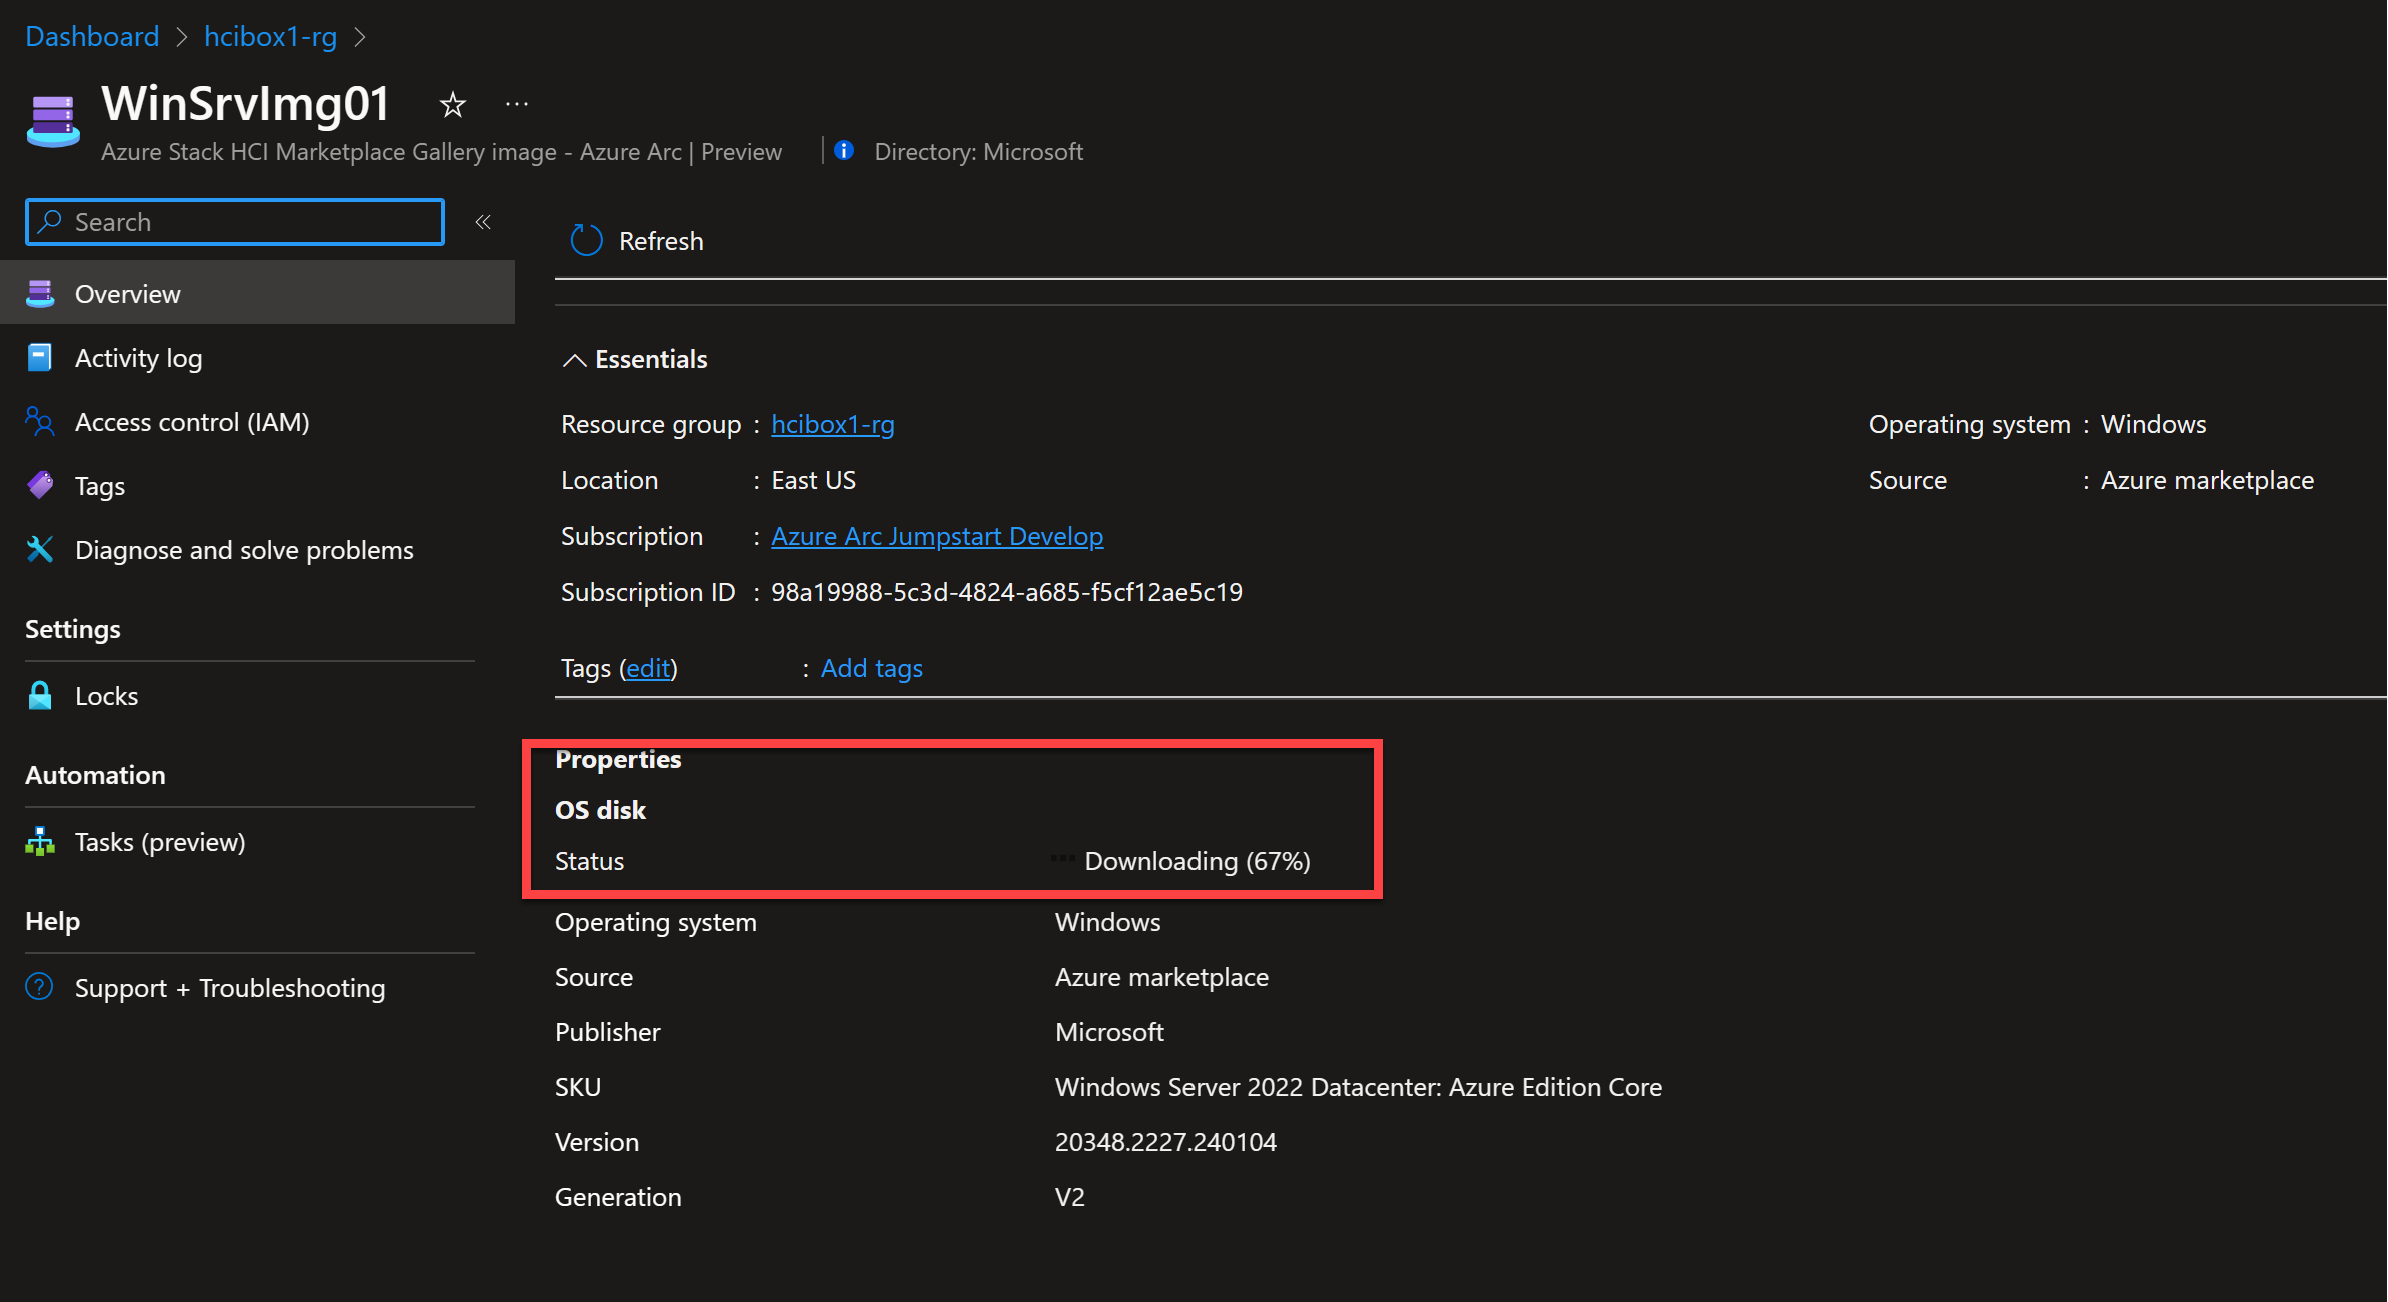 Dashboard > hcibox1-rg >
WinSrvImg01 ☆ ···
Azure Stack HCI Marketplace Gallery image - Azure Arc | Preview | Directory: Microsoft
Search «
Overview
Activity log
Access control (IAM)
Tags
Diagnose and solve problems
Settings
Locks
Automation
Tasks (preview)
Help
Support + Troubleshooting
Refresh
Essentials
Resource group : hcibox1-rg
Location : East US
Subscription : Azure Arc Jumpstart Develop
Subscription ID : 98a19988-5c3d-4824-a685-f5cf12ae5c19
Operating system : Windows
Source : Azure marketplace
Tags (edit) : Add tags
Properties
OS disk
Status ··· Downloading (67%)
Operating system Windows
Source Azure marketplace
Publisher Microsoft
SKU Windows Server 2022 Datacenter: Azure Edition Core
Version 20348.2227.240104
Generation V2